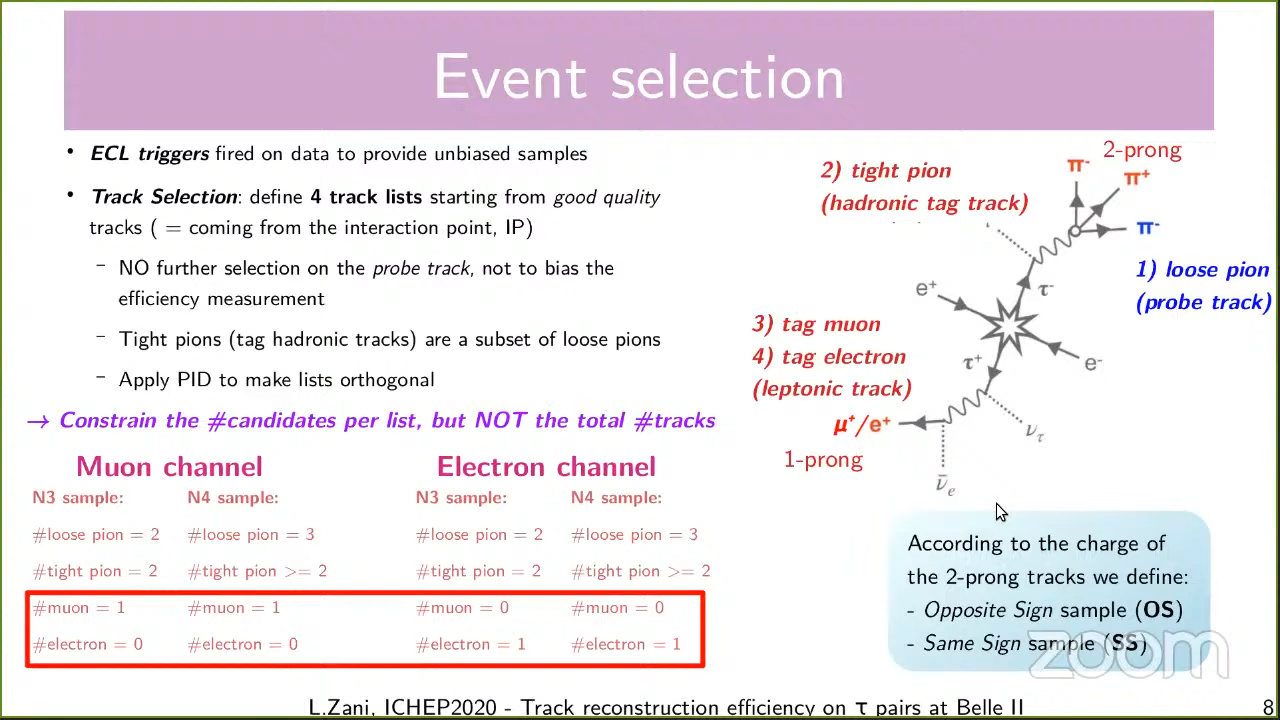 Event selection
• ECL triggers fired on data to provide unbiased samples
• Track Selection: define 4 track lists starting from good quality
tracks ( = coming from the interaction point, IP)
– NO further selection on the probe track, not to bias the
efficiency measurement
– Tight pions (tag hadronic tracks) are a subset of loose pions
– Apply PID to make lists orthogonal
→ Constrain the #candidates per list, but NOT the total #tracks
Muon channel
N3 sample: N4 sample:
#loose pion = 2 #loose pion = 3
#tight pion = 2 #tight pion >= 2
#muon = 1 #muon = 1
#electron = 0 #electron = 0
Electron channel
N3 sample: N4 sample:
#loose pion = 2 #loose pion = 3
#tight pion = 2 #tight pion >= 2
#muon = 0 #muon = 0
#electron = 1 #electron = 1
2-prong
2) tight pion
(hadronic tag track)
π-
π+
π-
1) loose pion
(probe track)
e+
τ-
3) tag muon
4) tag electron
(leptonic track)
τ+
e-
μ+/e+
ντ
1-prong
ν̄e
According to the charge of
the 2-prong tracks we define:
- Opposite Sign sample (OS)
- Same Sign sample (SS)
zoom
L.Zani, ICHEP2020 - Track reconstruction efficiency on τ pairs at Belle II
8